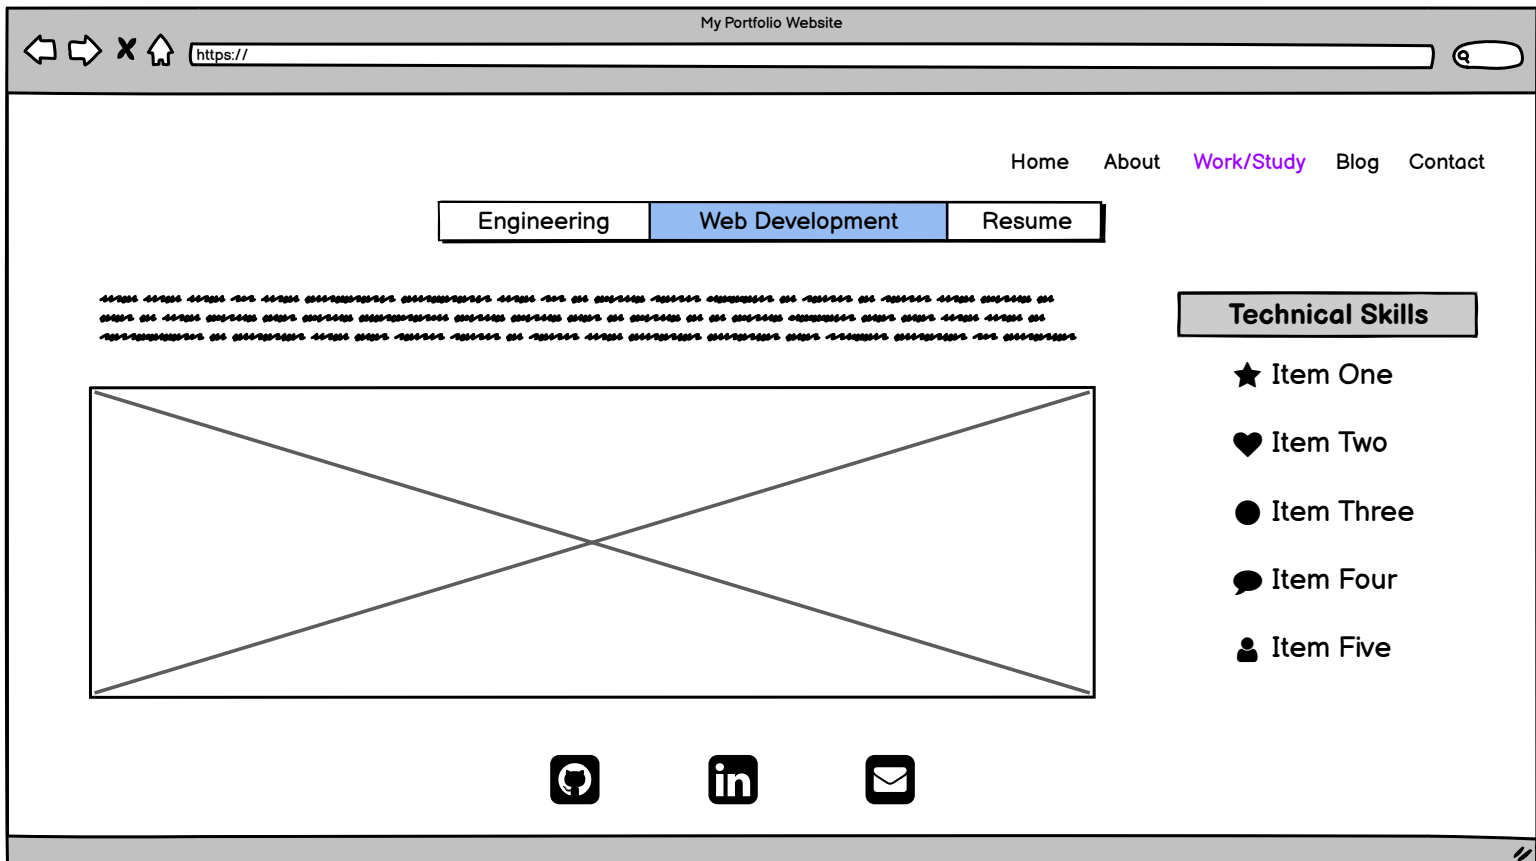 My Portfolio Website
https://
Home About Work/Study Blog Contact
Engineering Web Development Resume
Technical Skills
Item One
Item Two
Item Three
Item Four
Item Five
in